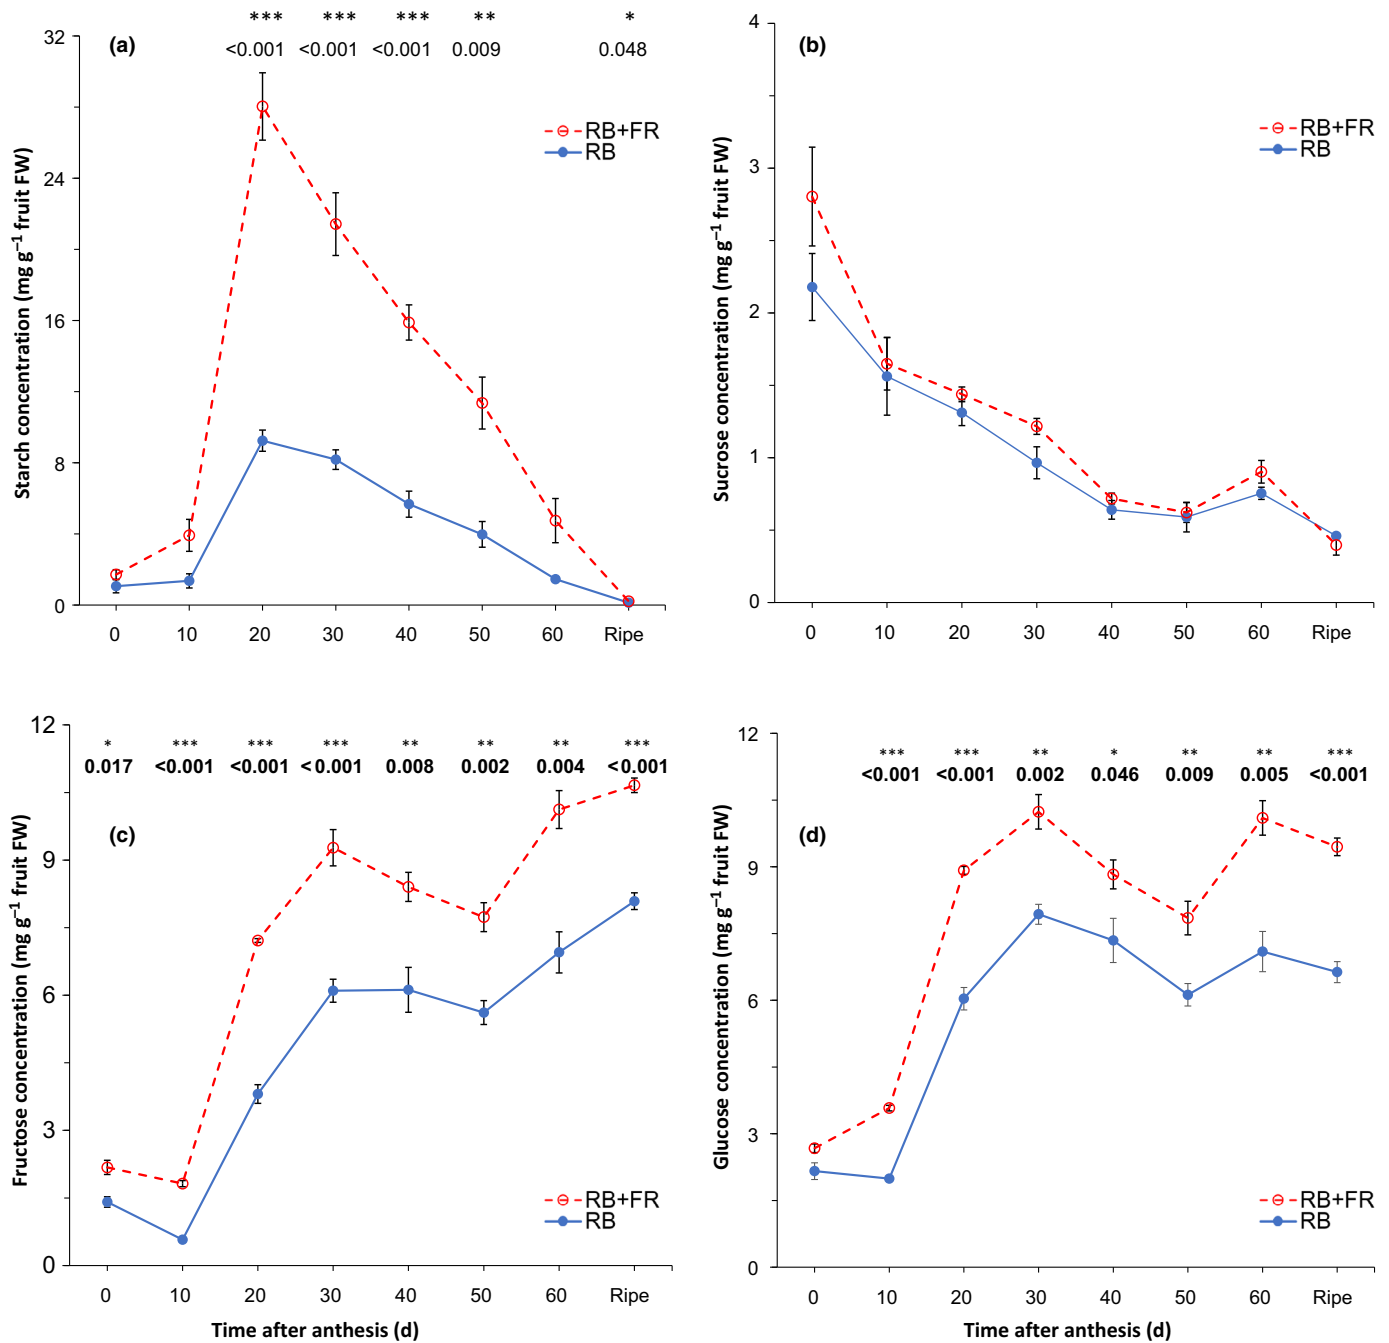 *** *** *** ** *
<0.001 <0.001 <0.001 0.009 0.048
(a)
32
24
16
8
0
Starch concentration (mg g⁻¹ fruit FW)
RB+FR
RB
0 10 20 30 40 50 60 Ripe
(b)
4
3
2
1
0
Sucrose concentration (mg g⁻¹ fruit FW)
RB+FR
RB
0 10 20 30 40 50 60 Ripe
* *** *** *** ** ** ** ***
0.017 <0.001 <0.001 <0.001 0.008 0.002 0.004 <0.001
(c)
12
9
6
3
0
Fructose concentration (mg g⁻¹ fruit FW)
RB+FR
RB
0 10 20 30 40 50 60 Ripe
Time after anthesis (d)
*** *** ** * ** ** ***
<0.001 <0.001 0.002 0.046 0.009 0.005 <0.001
(d)
12
9
6
3
0
Glucose concentration (mg g⁻¹ fruit FW)
RB+FR
RB
0 10 20 30 40 50 60 Ripe
Time after anthesis (d)